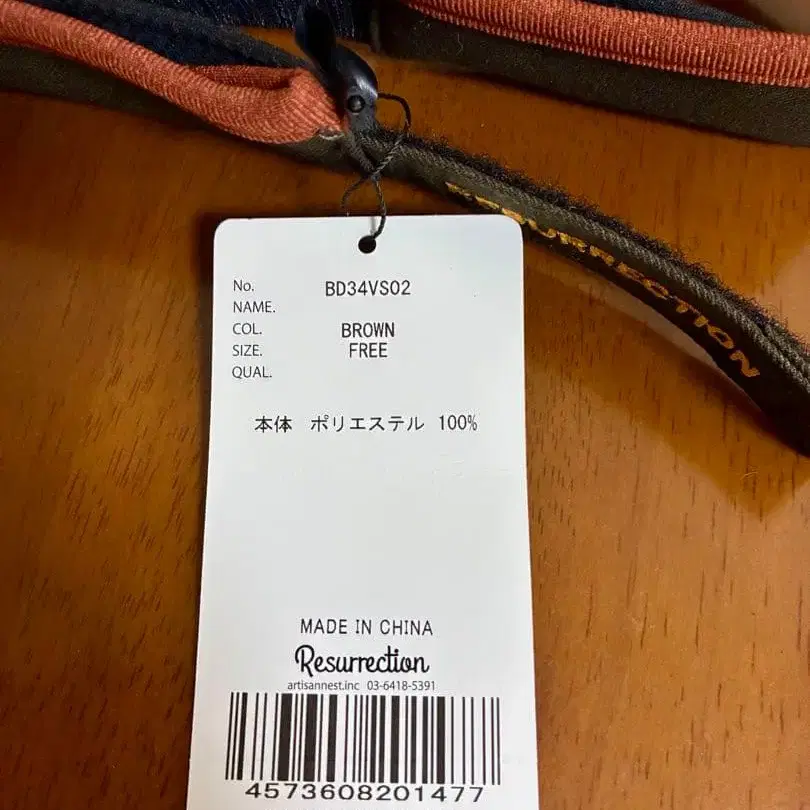 No. BD34VS02
NAME.
COL. BROWN
SIZE. FREE
QUAL.
本体 ポリエステル 100%
MADE IN CHINA
Resurrection
artisannest.inc 03-6418-5391
4573608201477
RESURRECTION